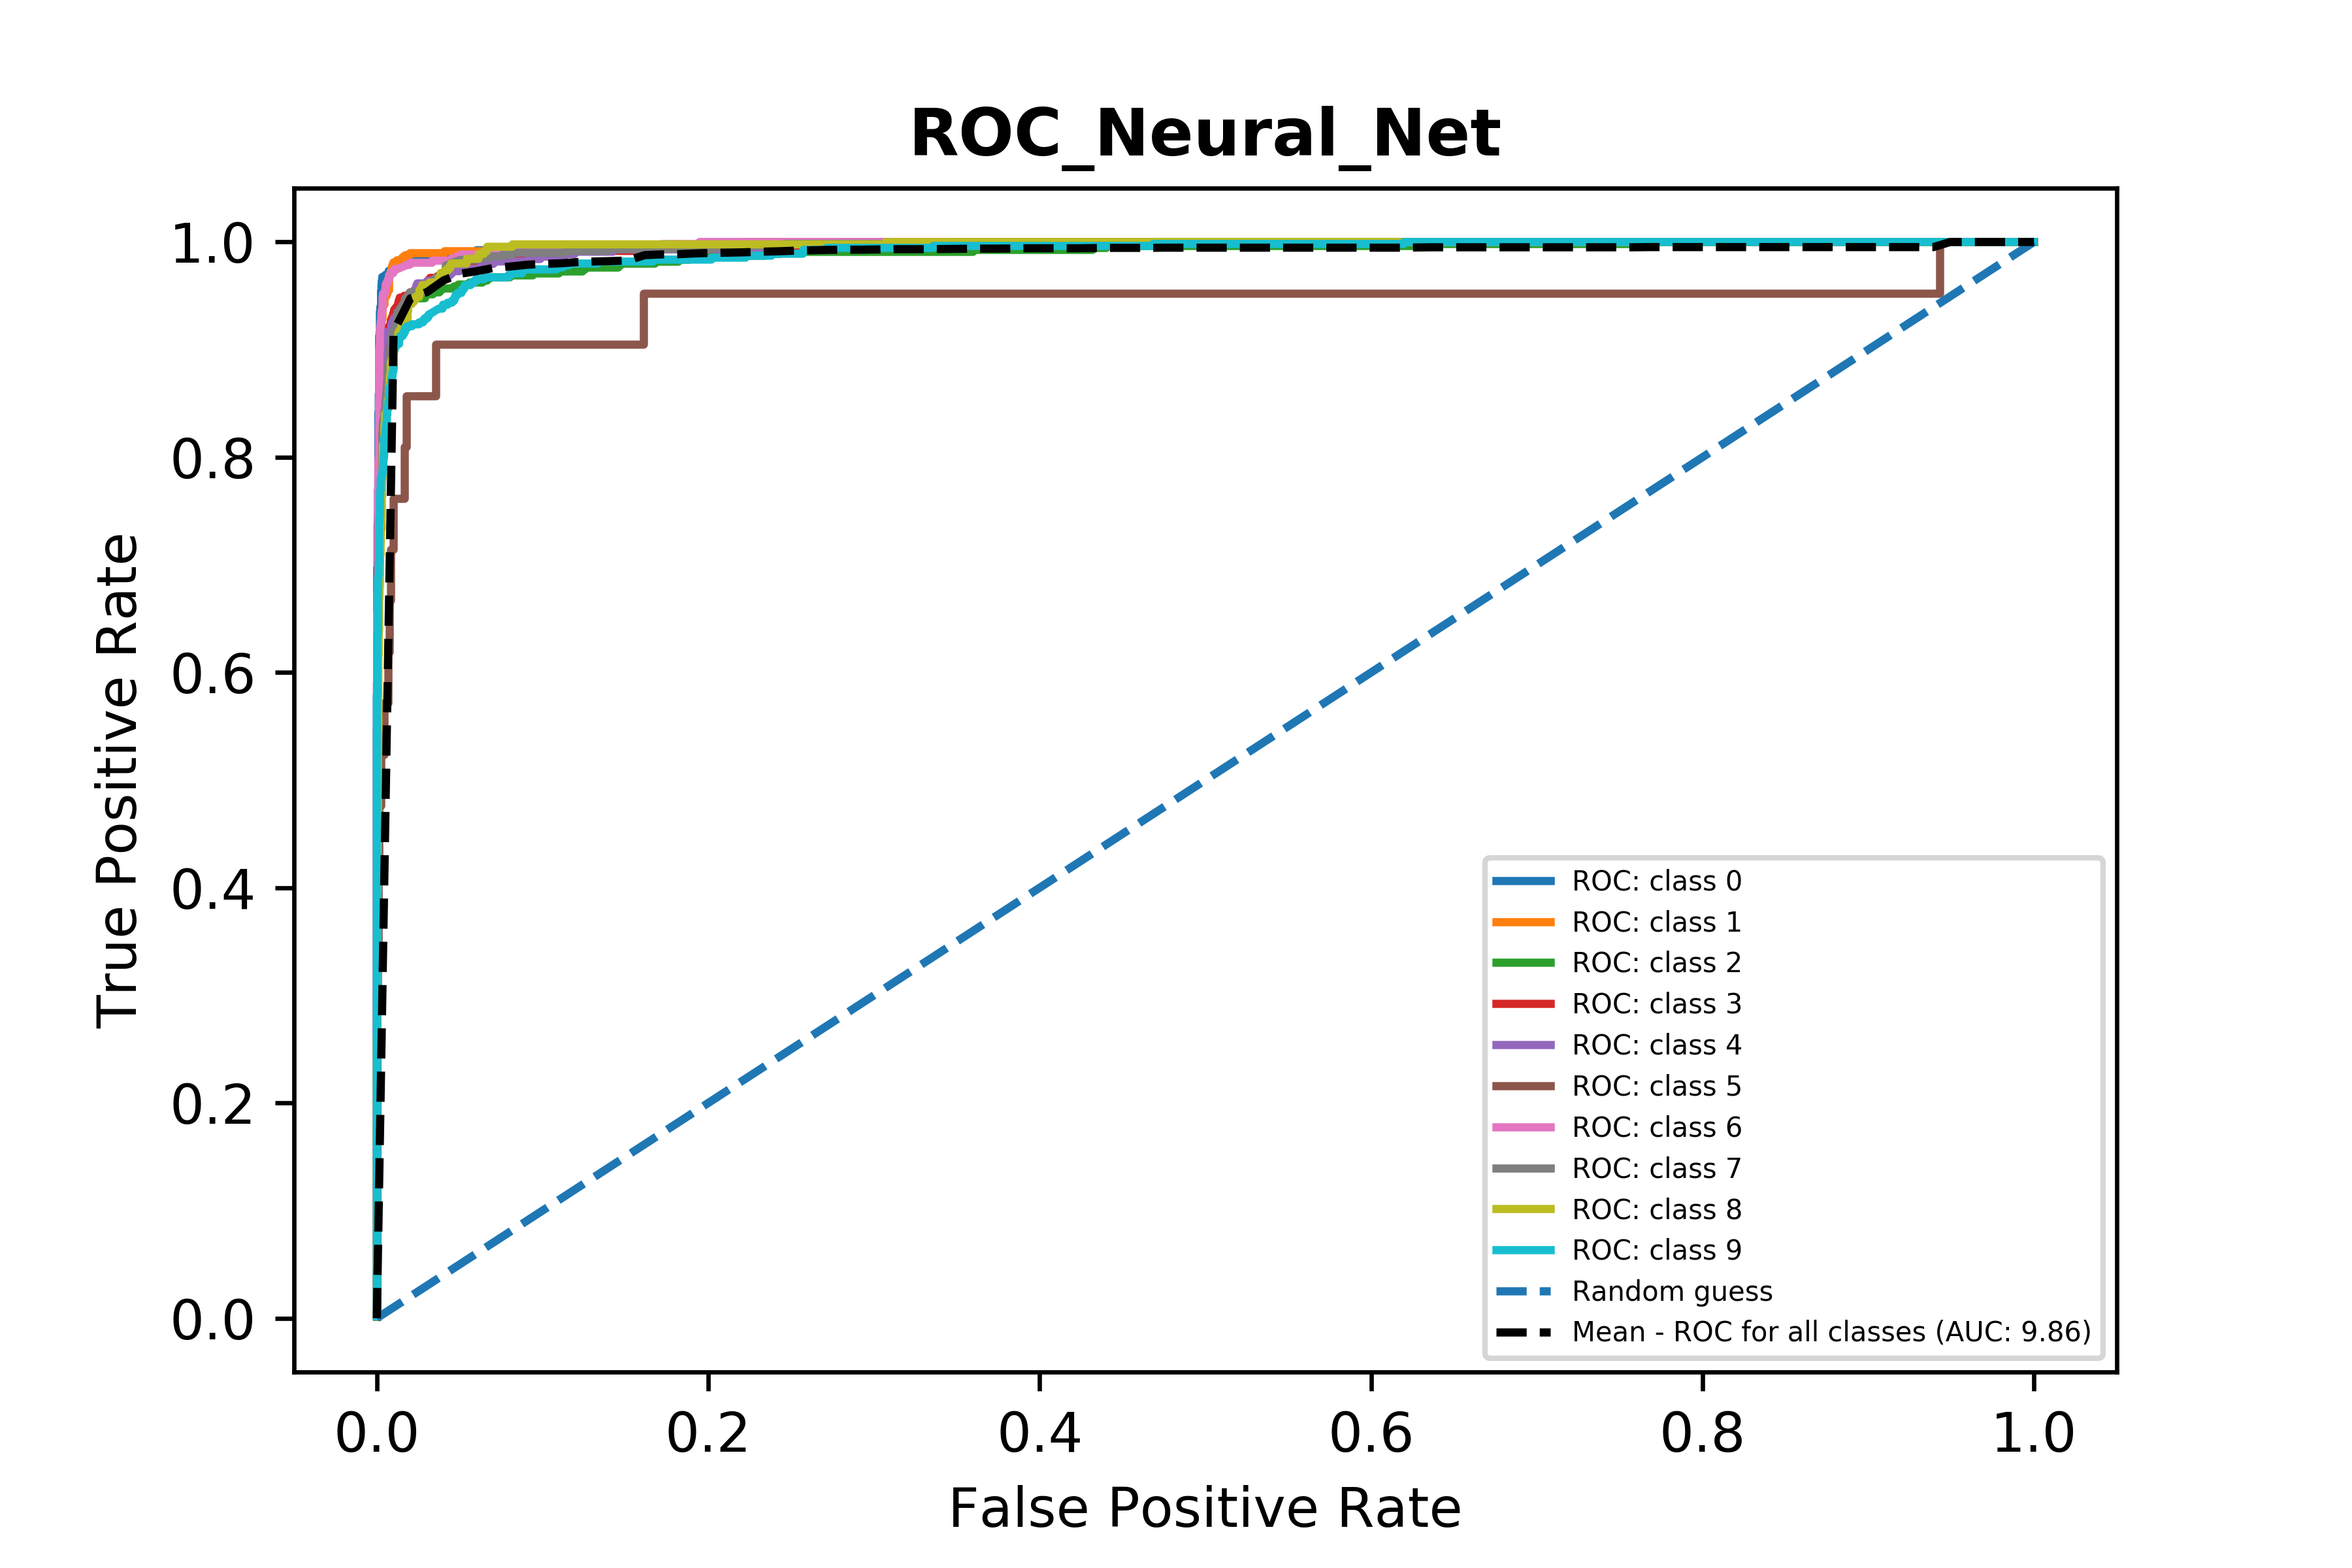 ROC_Neural_Net
1.0
0.8
0.6
0.4
0.2
0.0
True Positive Rate
0.0 0.2 0.4 0.6 0.8 1.0
False Positive Rate
ROC: class 0
ROC: class 1
ROC: class 2
ROC: class 3
ROC: class 4
ROC: class 5
ROC: class 6
ROC: class 7
ROC: class 8
ROC: class 9
Random guess
Mean - ROC for all classes (AUC: 9.86)